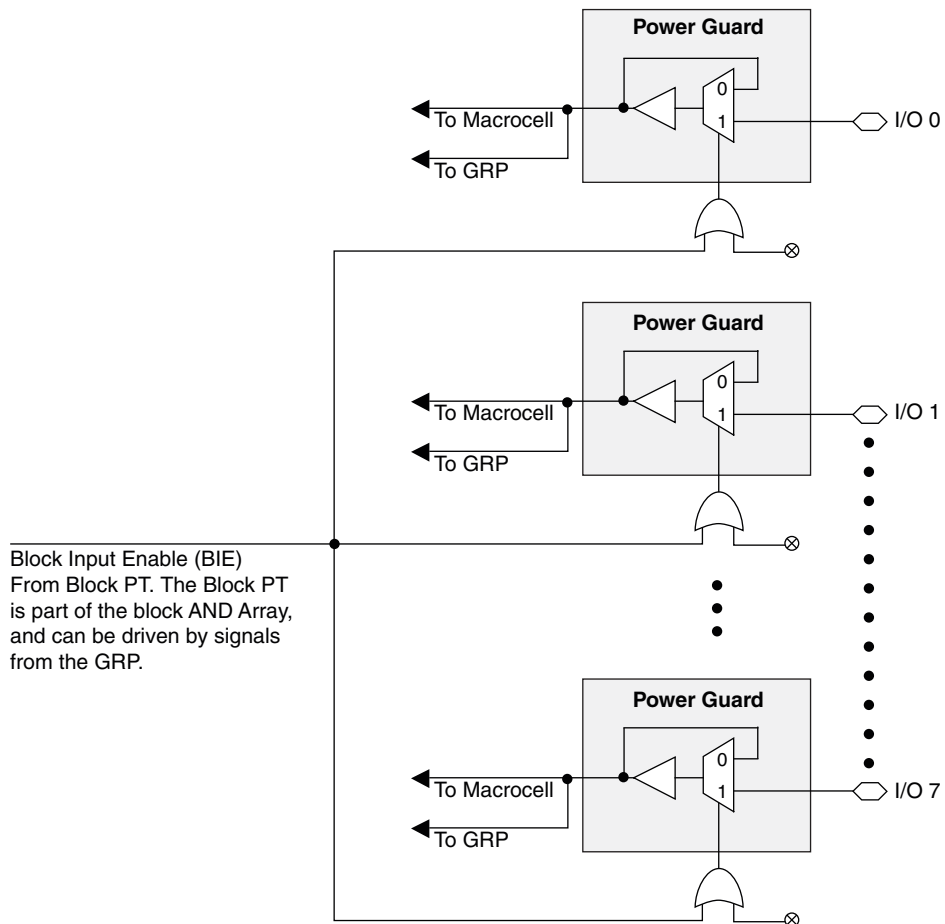 Power Guard
0
1
To Macrocell
To GRP
I/O 0
Power Guard
0
1
To Macrocell
To GRP
I/O 1
Block Input Enable (BIE)
From Block PT. The Block PT
is part of the block AND Array,
and can be driven by signals
from the GRP.
Power Guard
0
1
To Macrocell
To GRP
I/O 7